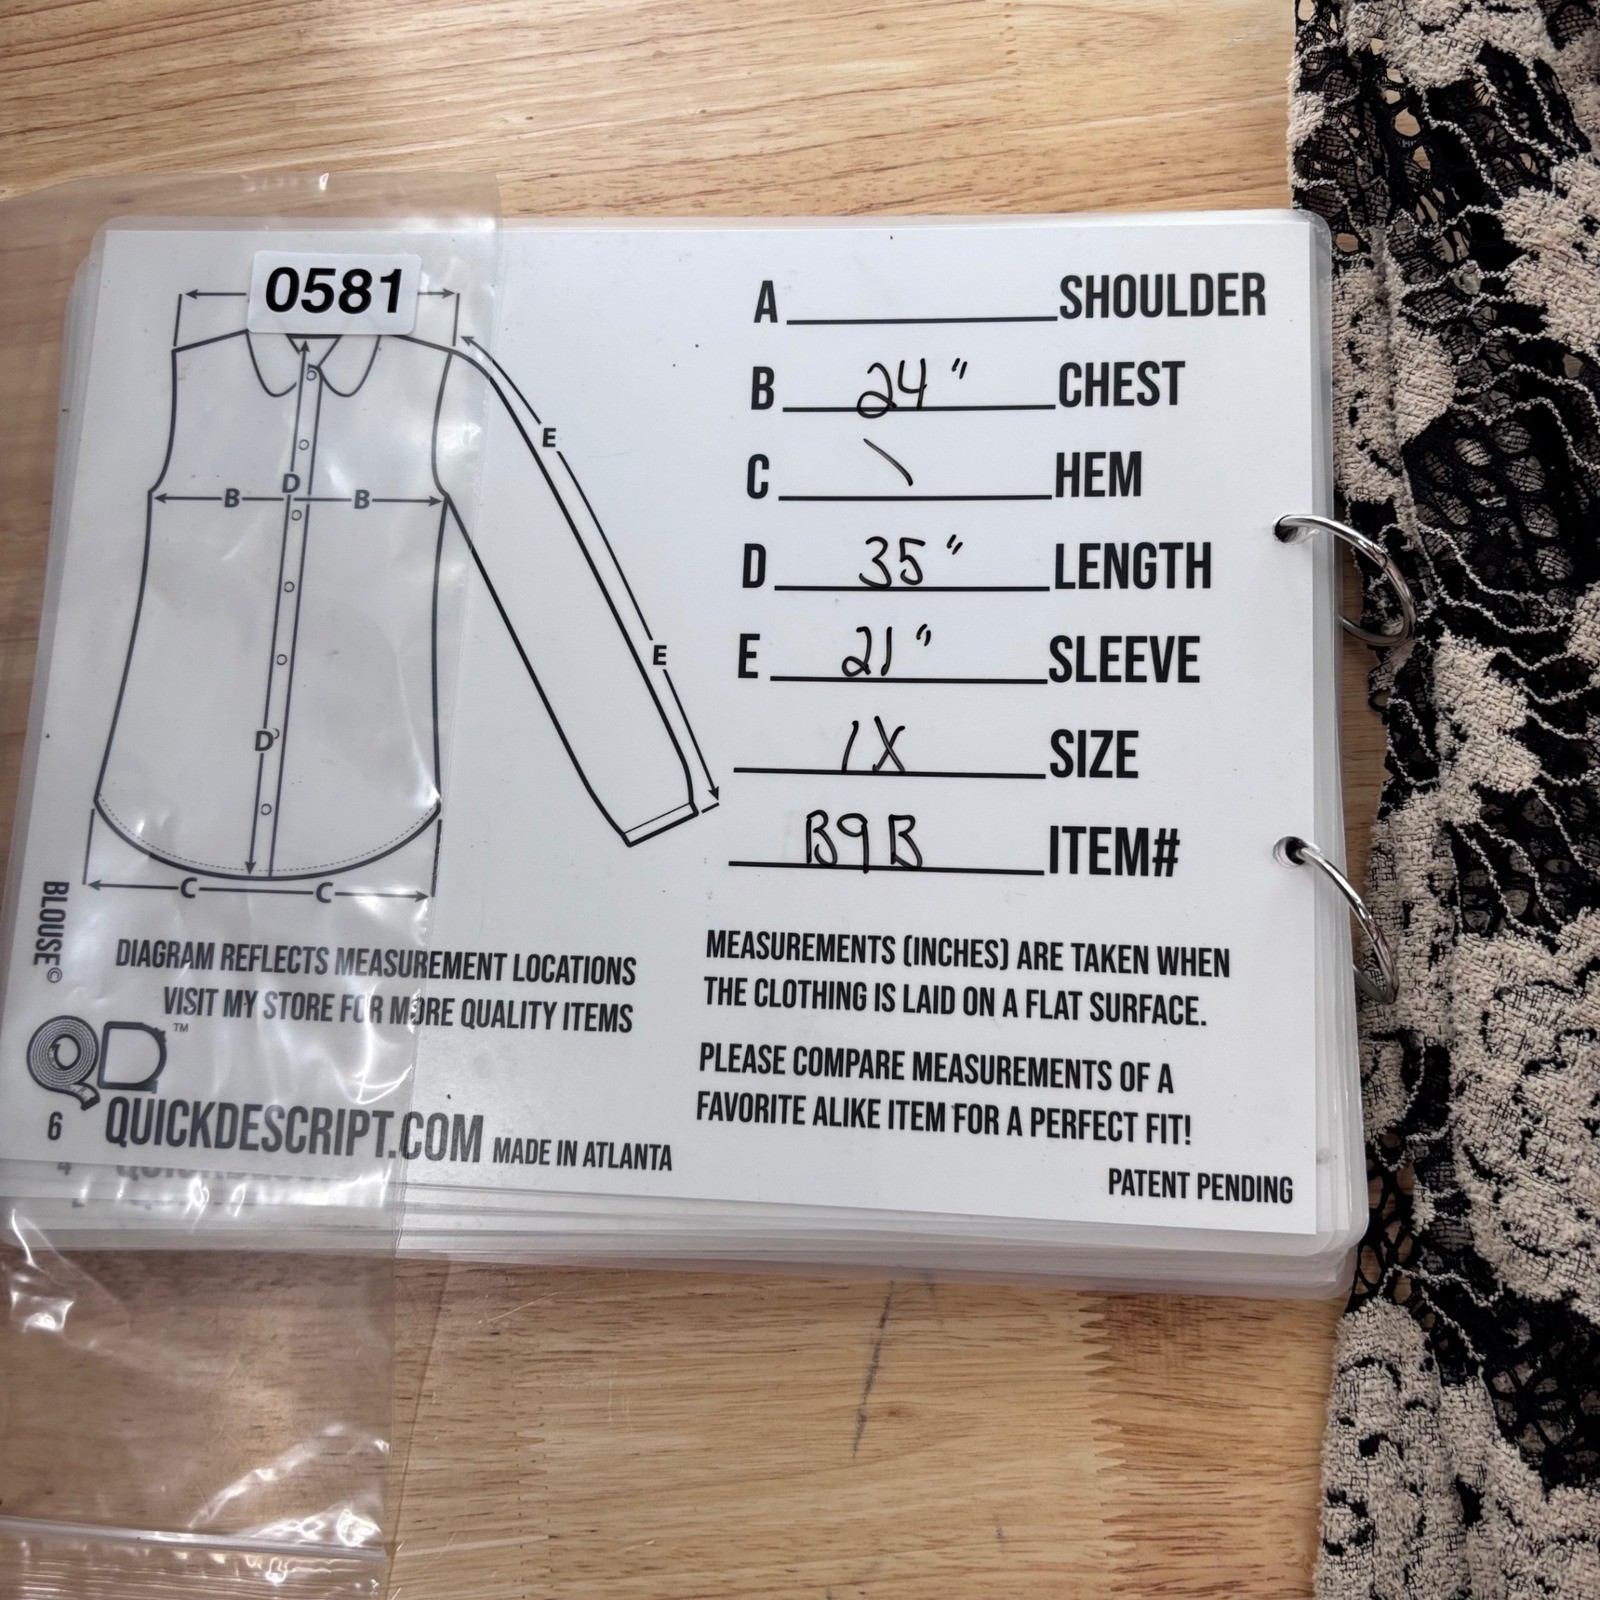 0581
A SHOULDER
B 24" CHEST
C \ HEM
D 35" LENGTH
E 21" SLEEVE
1X SIZE
B9B ITEM#
E
E
B B
D
D
C C
BLOUSE©
DIAGRAM REFLECTS MEASUREMENT LOCATIONS
VISIT MY STORE FOR MORE QUALITY ITEMS
QD™
6 QUICKDESCRIPT.COM MADE IN ATLANTA
4
MEASUREMENTS (INCHES) ARE TAKEN WHEN
THE CLOTHING IS LAID ON A FLAT SURFACE.
PLEASE COMPARE MEASUREMENTS OF A
FAVORITE ALIKE ITEM FOR A PERFECT FIT!
PATENT PENDING